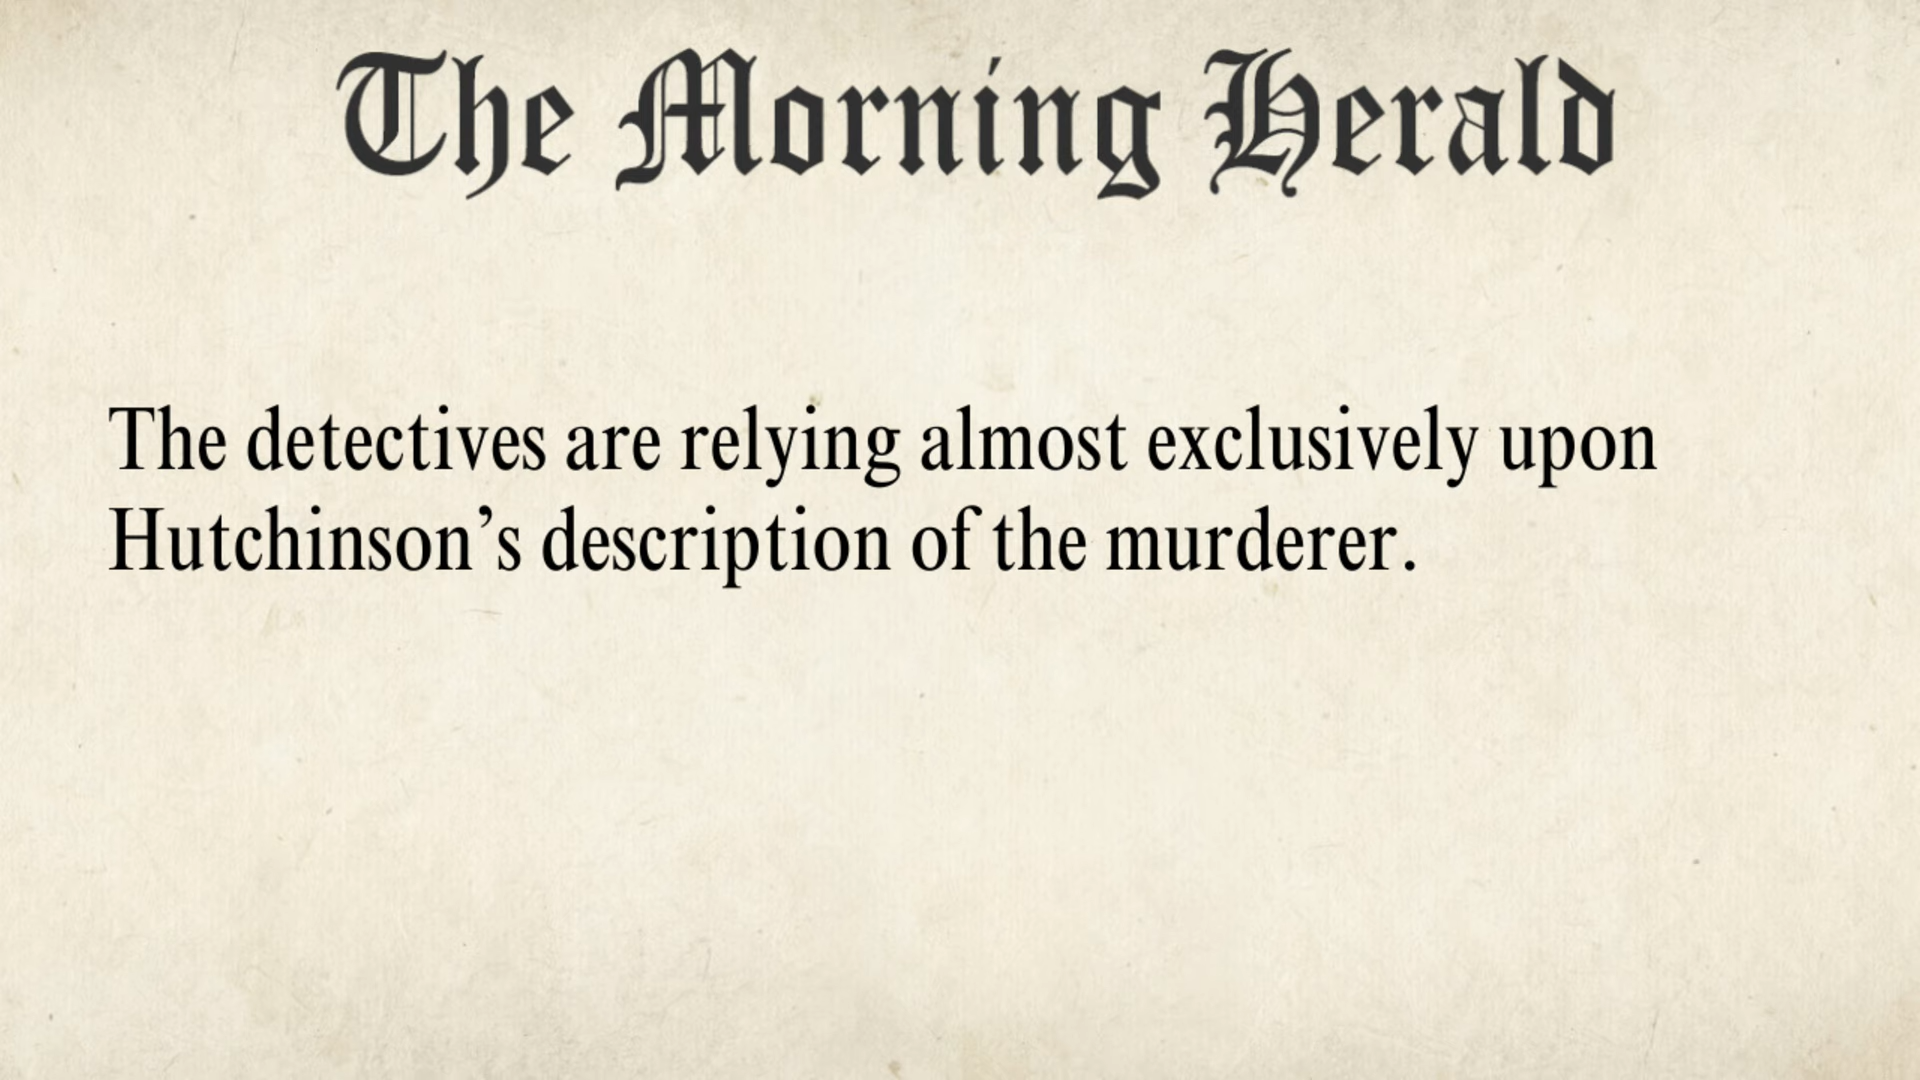 The Morning Herald
The detectives are relying almost exclusively upon
Hutchinson’s description of the murderer.